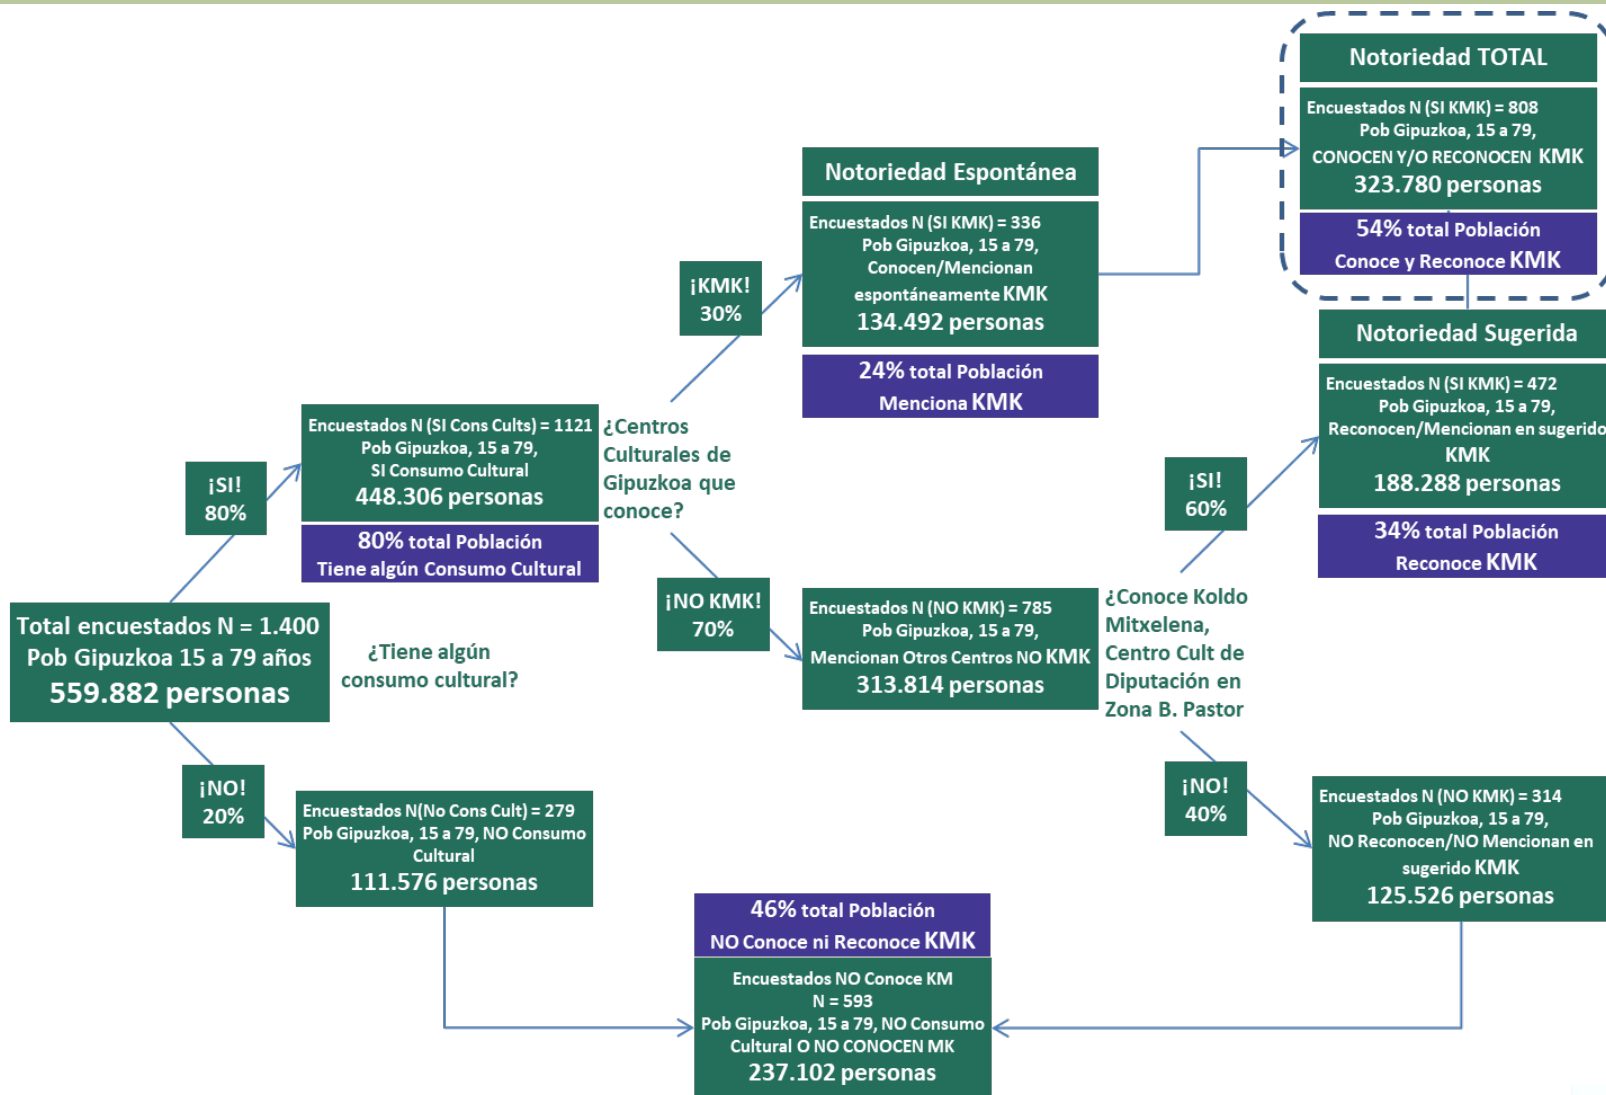 Notoriedad TOTAL
Encuestados N (SI KMK) = 808
Pob Gipuzkoa, 15 a 79,
CONOCEN Y/O RECONOCEN KMK
323.780 personas
54% total Población
Conoce y Reconoce KMK
Notoriedad Espontánea
Encuestados N (SI KMK) = 336
Pob Gipuzkoa, 15 a 79,
Conocen/Mencionan
espontáneamente KMK
134.492 personas
24% total Población
Menciona KMK
¡KMK!
30%
Notoriedad Sugerida
Encuestados N (SI KMK) = 472
Pob Gipuzkoa, 15 a 79,
Reconocen/Mencionan en sugerido
KMK
188.288 personas
34% total Población
Reconoce KMK
Encuestados N (SI Cons Cults) = 1121
Pob Gipuzkoa, 15 a 79,
SI Consumo Cultural
448.306 personas
80% total Población
Tiene algún Consumo Cultural
¿Centros
Culturales de
Gipuzkoa que
conoce?
¡SI!
80%
¡SI!
60%
Total encuestados N = 1.400
Pob Gipuzkoa 15 a 79 años
559.882 personas
¿Tiene algún
consumo cultural?
¡NO KMK!
70%
Encuestados N (NO KMK) = 785
Pob Gipuzkoa, 15 a 79,
Mencionan Otros Centros NO KMK
313.814 personas
¿Conoce Koldo
Mitxelena,
Centro Cult de
Diputación en
Zona B. Pastor
¡NO!
20%
Encuestados N(No Cons Cult) = 279
Pob Gipuzkoa, 15 a 79, NO Consumo
Cultural
111.576 personas
¡NO!
40%
Encuestados N (NO KMK) = 314
Pob Gipuzkoa, 15 a 79,
NO Reconocen/NO Mencionan en
sugerido KMK
125.526 personas
46% total Población
NO Conoce ni Reconoce KMK
Encuestados NO Conoce KM
N = 593
Pob Gipuzkoa, 15 a 79, NO Consumo
Cultural O NO CONOCEN MK
237.102 personas